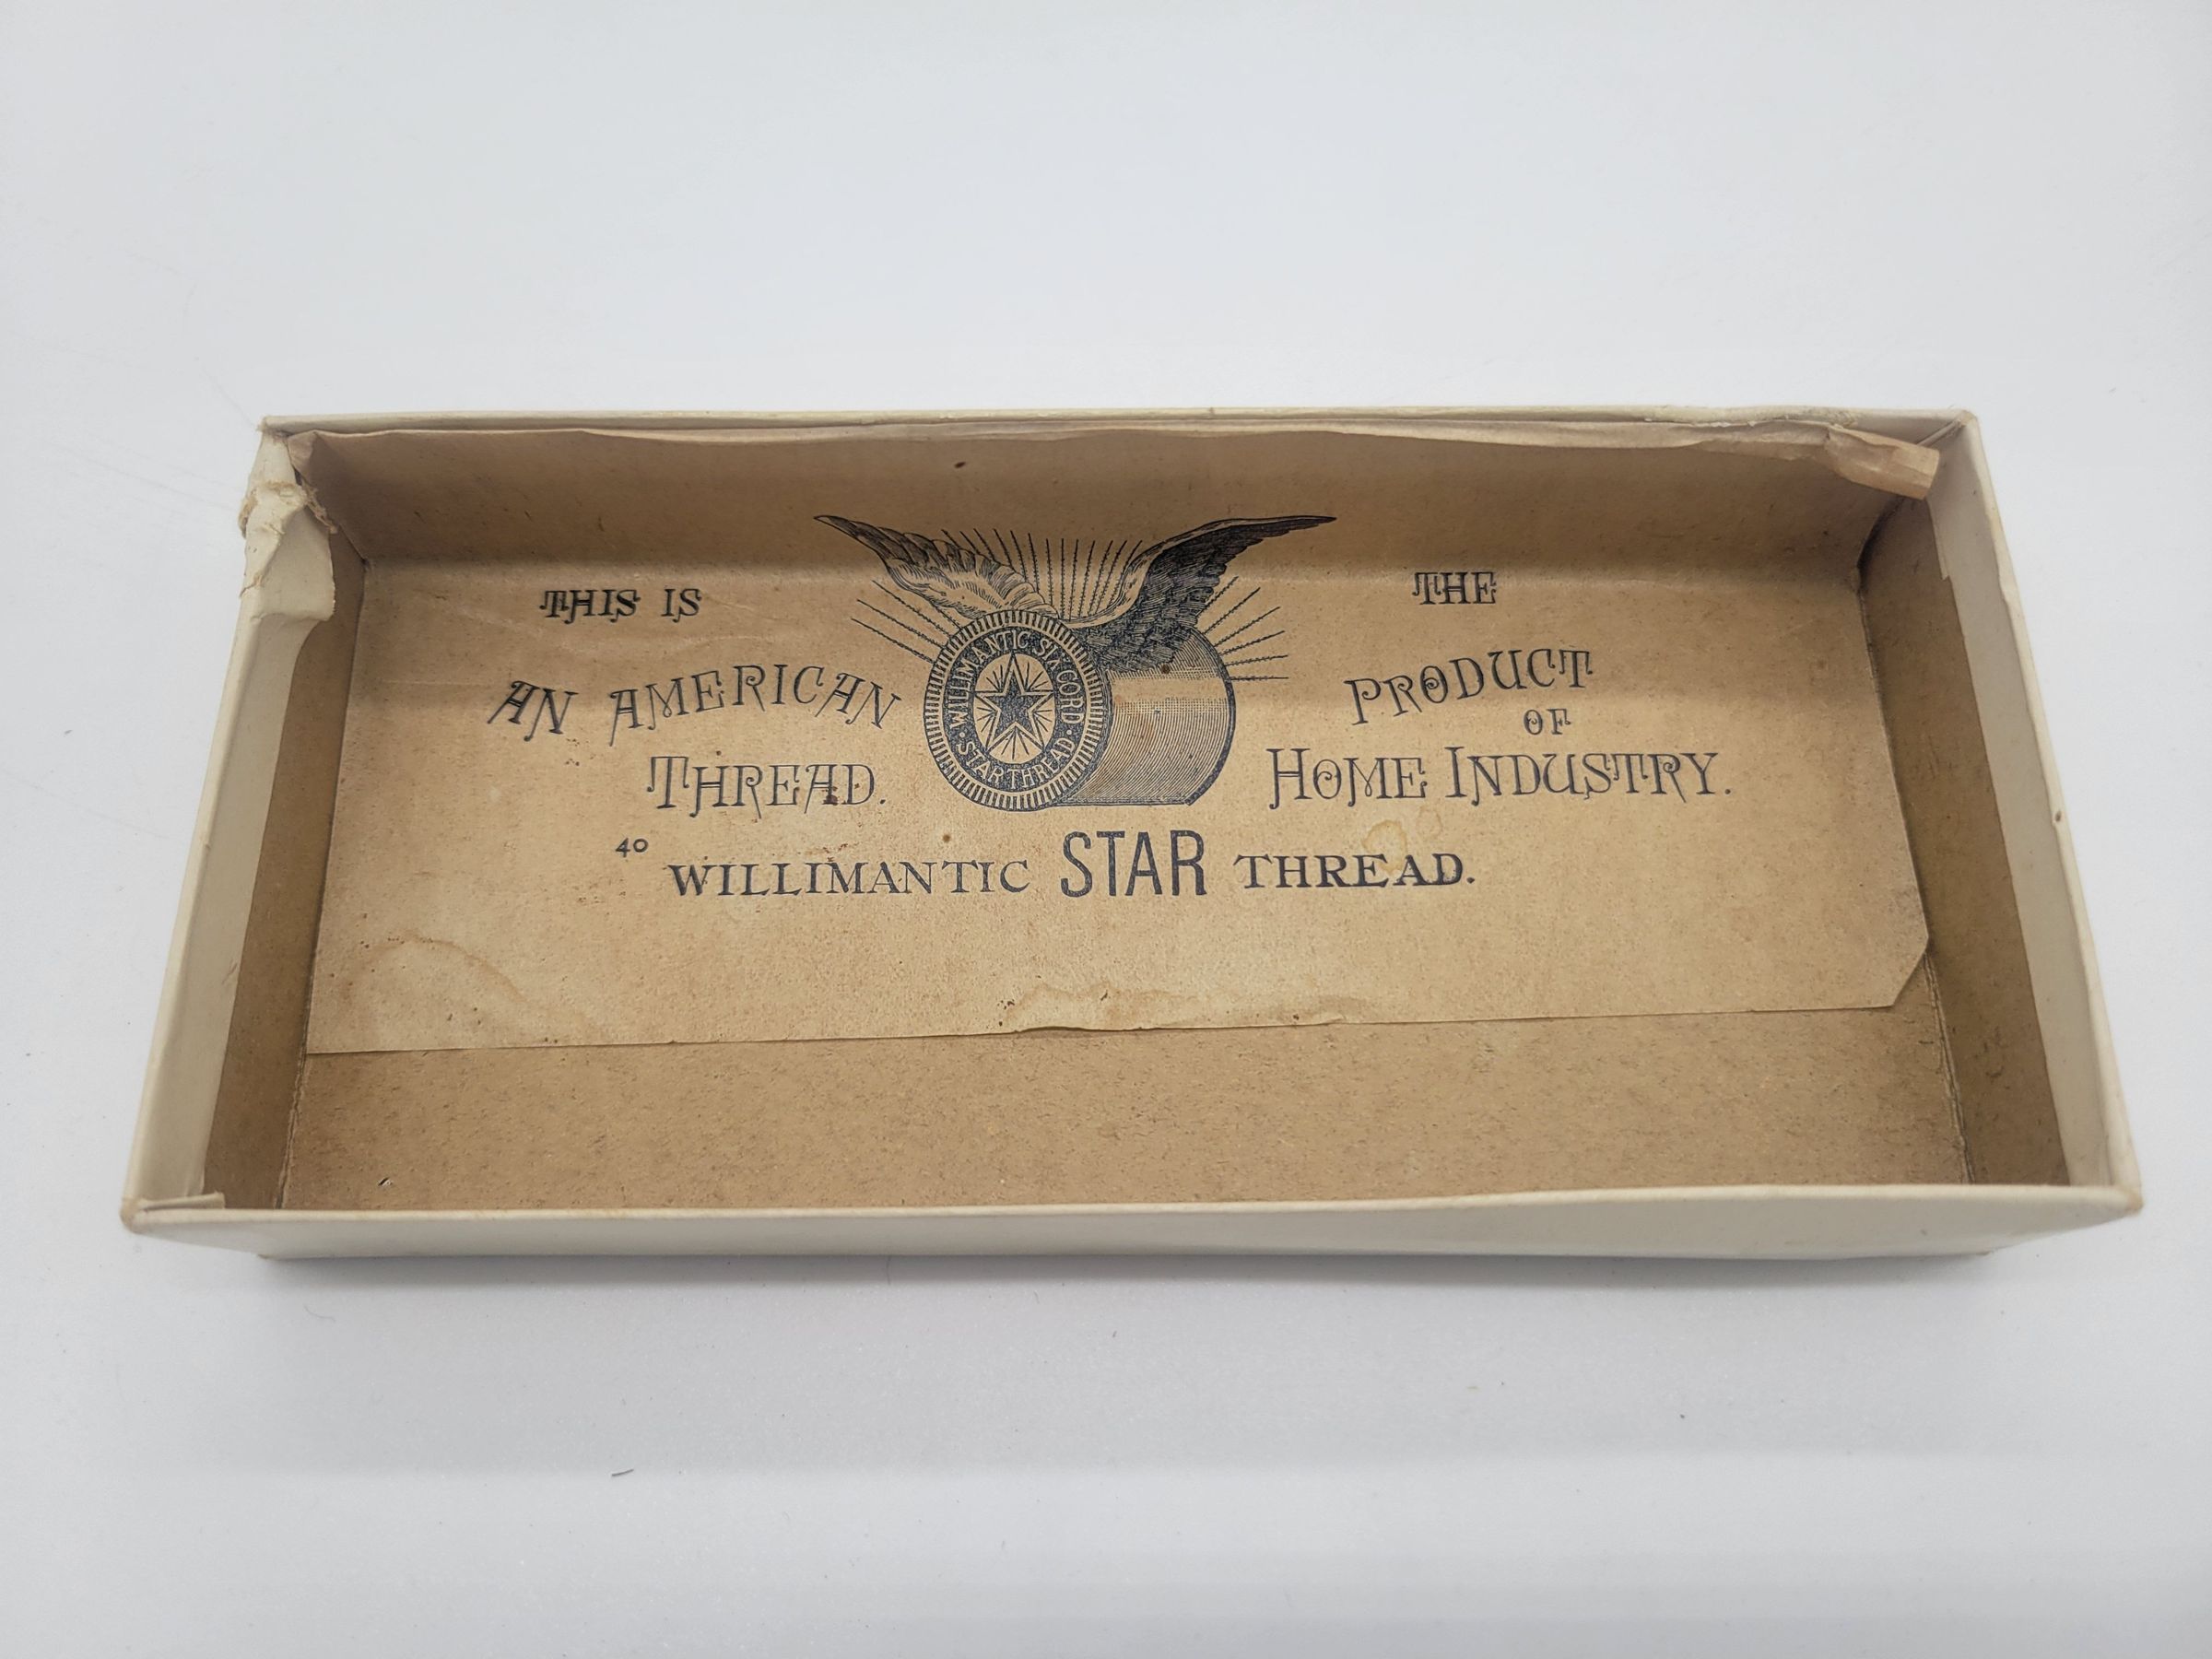 THIS IS
AN AMERICAN
THREAD.
WILLIMANTIC SIX CORD
STAR THREAD
THE
PRODUCT
OF
HOME INDUSTRY.
40 WILLIMANTIC STAR THREAD.